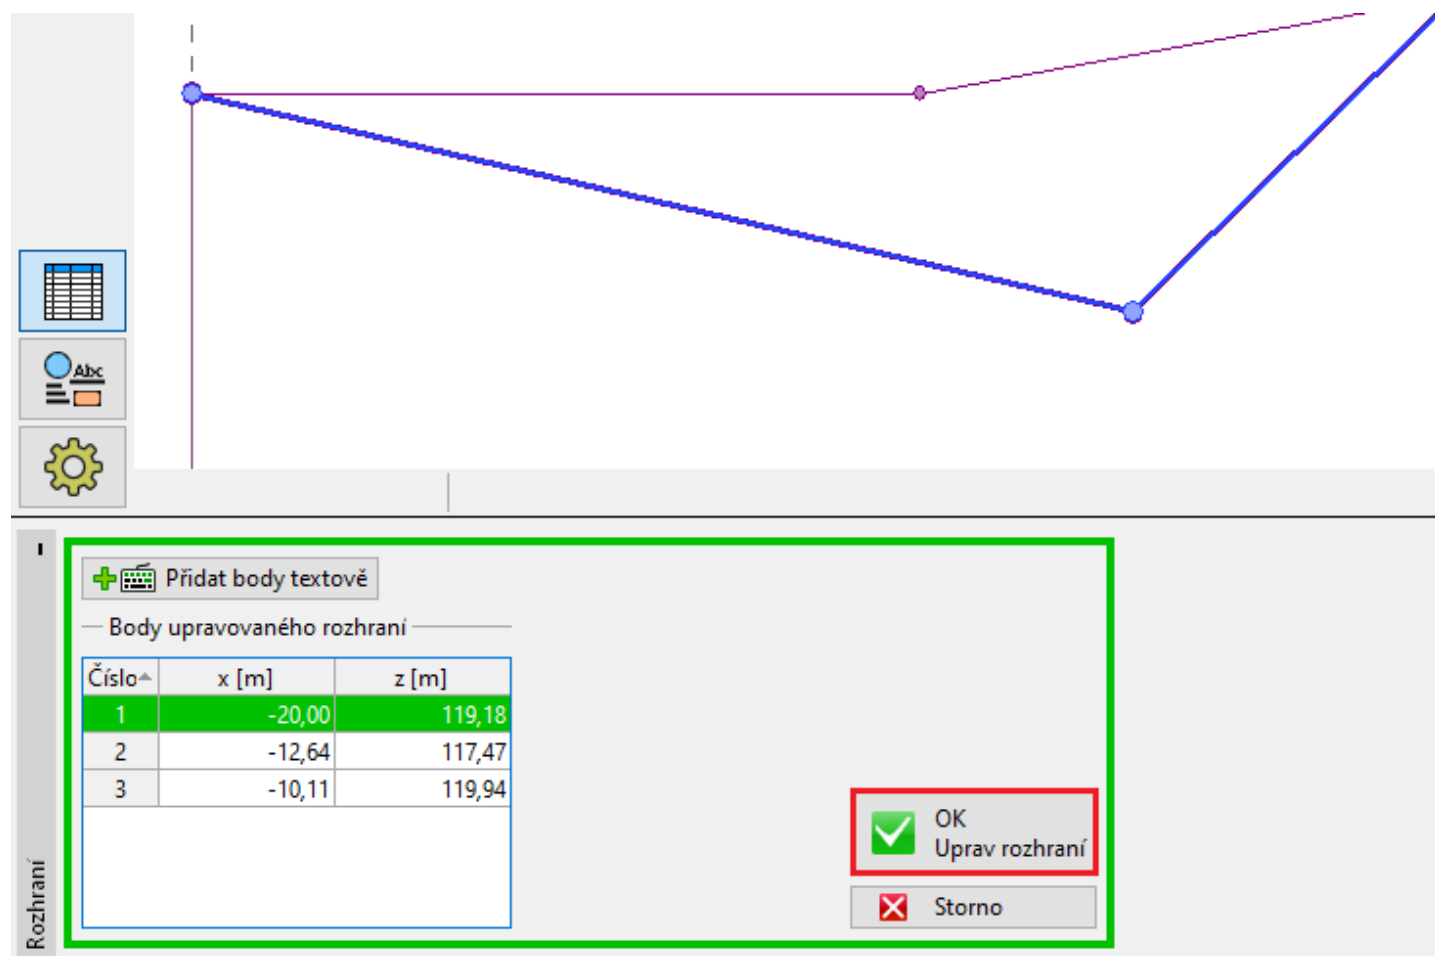 Abc
Přidat body textově
Body upravovaného rozhraní
Číslo x [m] z [m]
1 -20,00 119,18
2 -12,64 117,47
3 -10,11 119,94
OK
Uprav rozhraní
Storno
Rozhraní